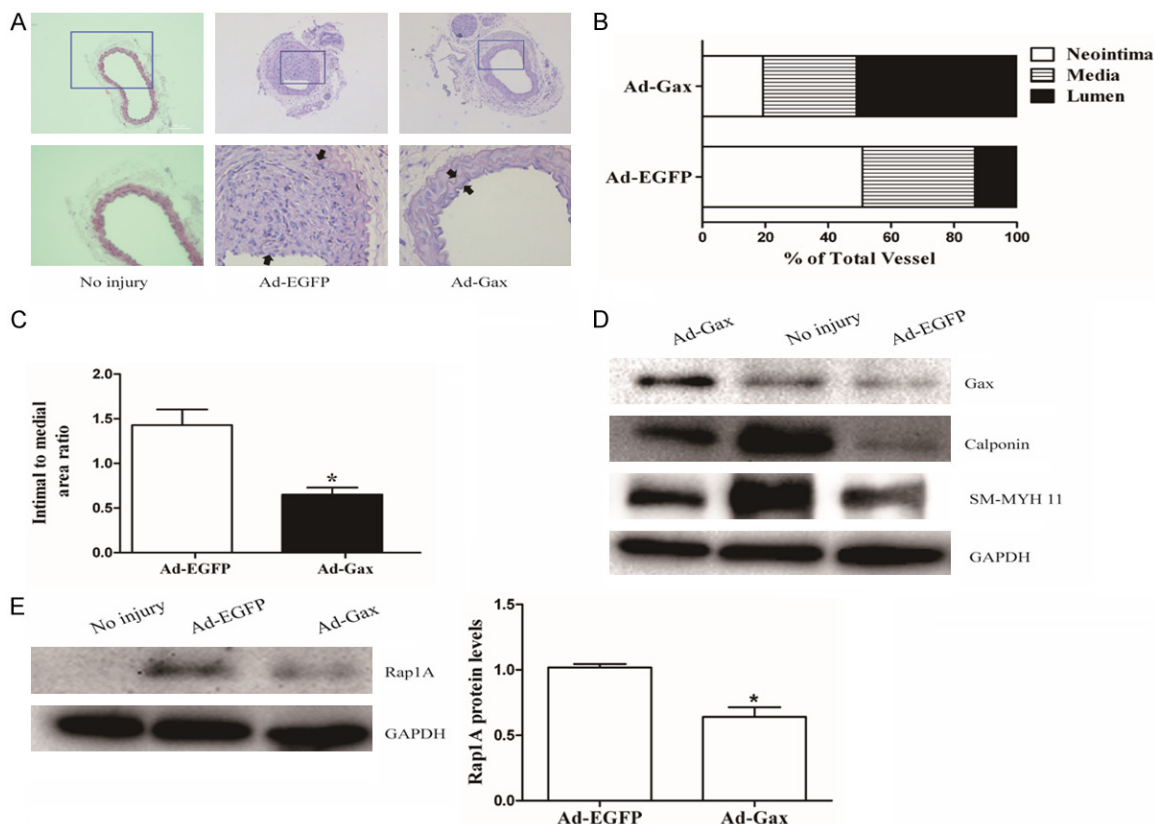 A
No injury
Ad-EGFP
Ad-Gax
B
Ad-Gax
Ad-EGFP
0 20 40 60 80 100
% of Total Vessel
Neointima
Media
Lumen
C
Intimal to medial
area ratio
2.0
1.5
1.0
0.5
0.0
*
Ad-EGFP
Ad-Gax
D
Ad-Gax
No injury
Ad-EGFP
Gax
Calponin
SM-MYH 11
GAPDH
E
No injury
Ad-EGFP
Ad-Gax
Rap1A
GAPDH
Rap1A protein levels
1.5
1.0
0.5
0.0
*
Ad-EGFP
Ad-Gax